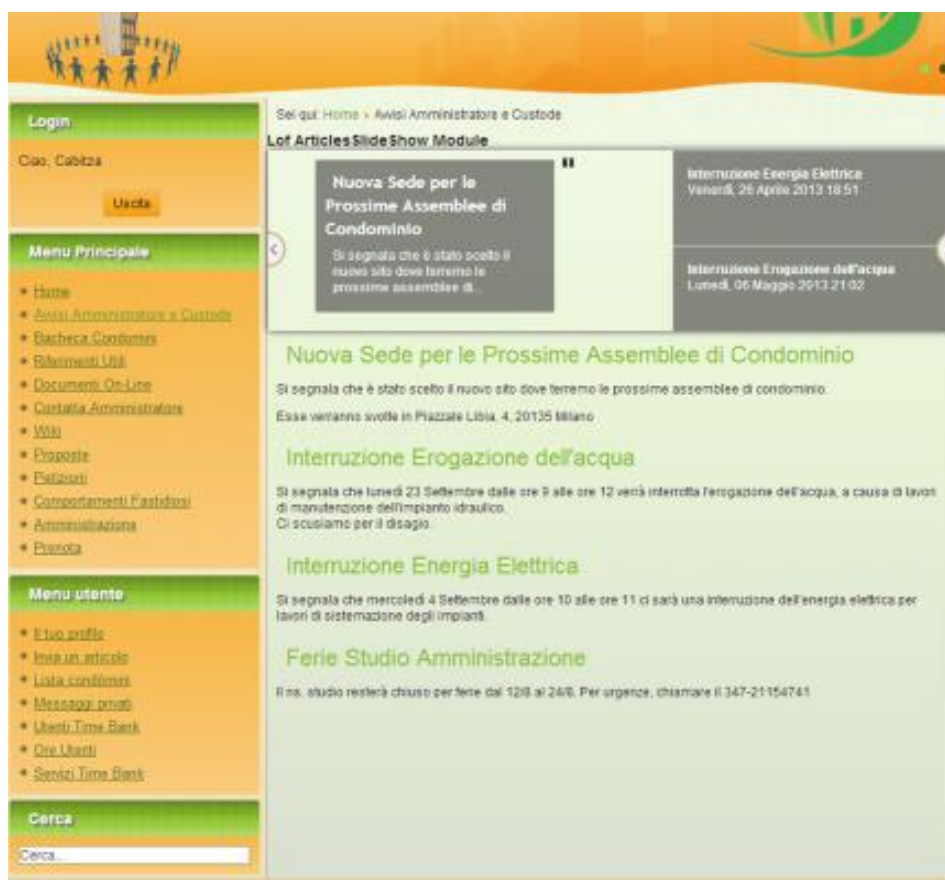 Login
Ciao, Cabitza
Uscita
Menu Principale
Home
Avvisi Amministratore e Custode
Bacheca Condomini
Riferimenti Utili
Documenti On-Line
Contatta Ammministratore
Wiki
Proposte
Petizioni
Comportamenti Fastidiosi
Amministrazione
Prenota
Menu utente
Il tuo profilo
Invia un articolo
Lista condòmini
Messaggi privati
Utenti Time Bank
Ore Utenti
Servizi Time Bank
Cerca
Cerca...
Sei qui: Home » Avvisi Amministratore e Custode
Lof ArticlesSlideShow Module
Nuova Sede per le
Prossime Assemblee di
Condominio
Si segnala che è stato scelto il
nuovo sito dove terremo le
prossime assemblee di...
Interruzione Energia Elettrica
Venerdì, 26 Aprile 2013 18:51
Interruzione Erogazione dell'acqua
Lunedì, 06 Maggio 2013 21:02
Nuova Sede per le Prossime Assemblee di Condominio
Si segnala che è stato scelto il nuovo sito dove terremo le prossime assemblee di condominio.
Esse verranno svolte in Piazzale Libia, 4, 20135 Milano
Interruzione Erogazione dell'acqua
Si segnala che lunedì 23 Settembre dalle ore 9 alle ore 12 verrà interrotta l'erogazione dell'acqua, a causa di lavori
di manutenzione dell'impianto idraulico.
Ci scusiamo per il disagio.
Interruzione Energia Elettrica
Si segnala che mercoledì 4 Settembre dalle ore 10 alle ore 11 ci sarà una interruzione dell'energia elettrica per
lavori di sistemazione degli impianti.
Ferie Studio Amministrazione
Il ns. studio resterà chiuso per ferie dal 12/8 al 24/8. Per urgenze, chiamare il 347-21154741